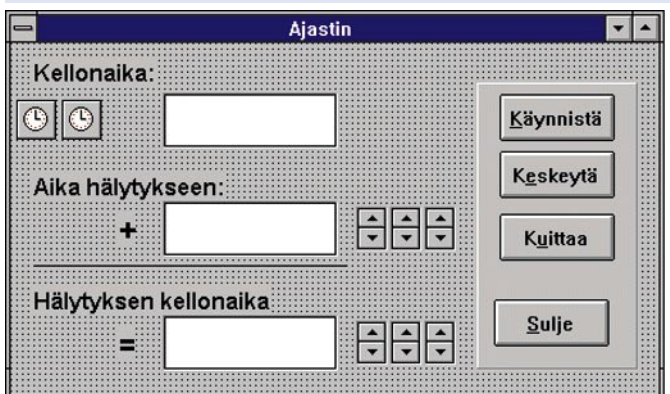 Ajastin
Kellonaika:
Aika hälytykseen:
+
Hälytyksen kellonaika
=
Käynnistä
Keskeytä
Kuittaa
Sulje